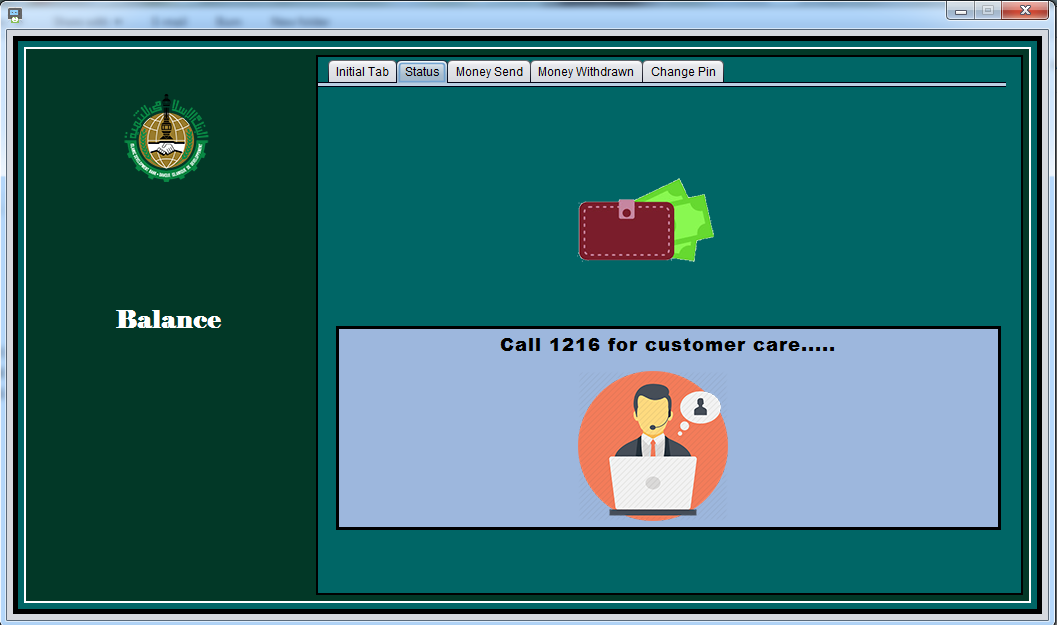 Initial Tab
Status
Money Send
Money Withdrawn
Change Pin
Balance
Call 1216 for customer care.....